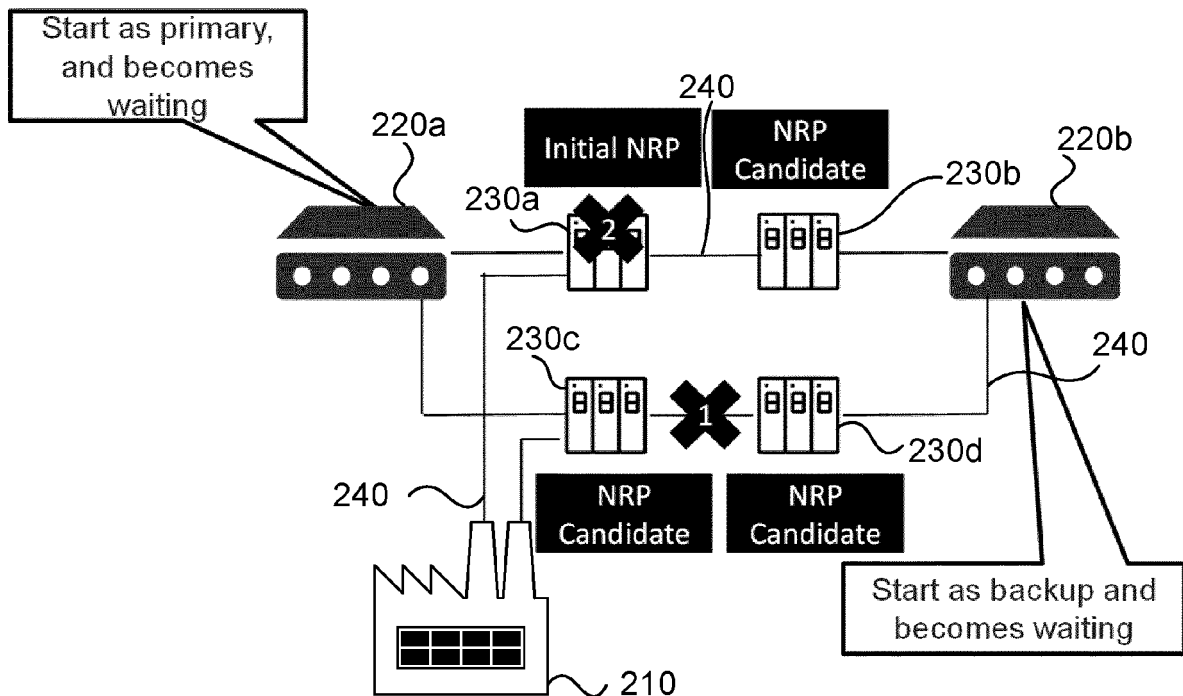 Start as primary,
and becomes
waiting
220a
240
Initial NRP
NRP
Candidate
220b
230a
230b
2
230c
240
1
230d
240
NRP
Candidate
NRP
Candidate
Start as backup and
becomes waiting
210